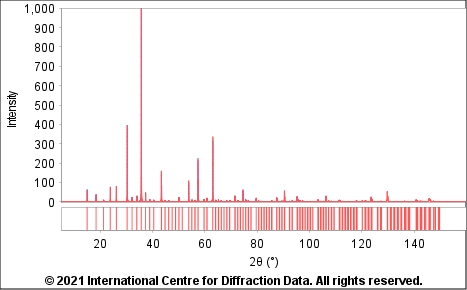 1,000
900
800
700
600
500
400
300
200
100
0
Intensity
20 40 60 80 100 120 140
2θ (°)
© 2021 International Centre for Diffraction Data. All rights reserved.